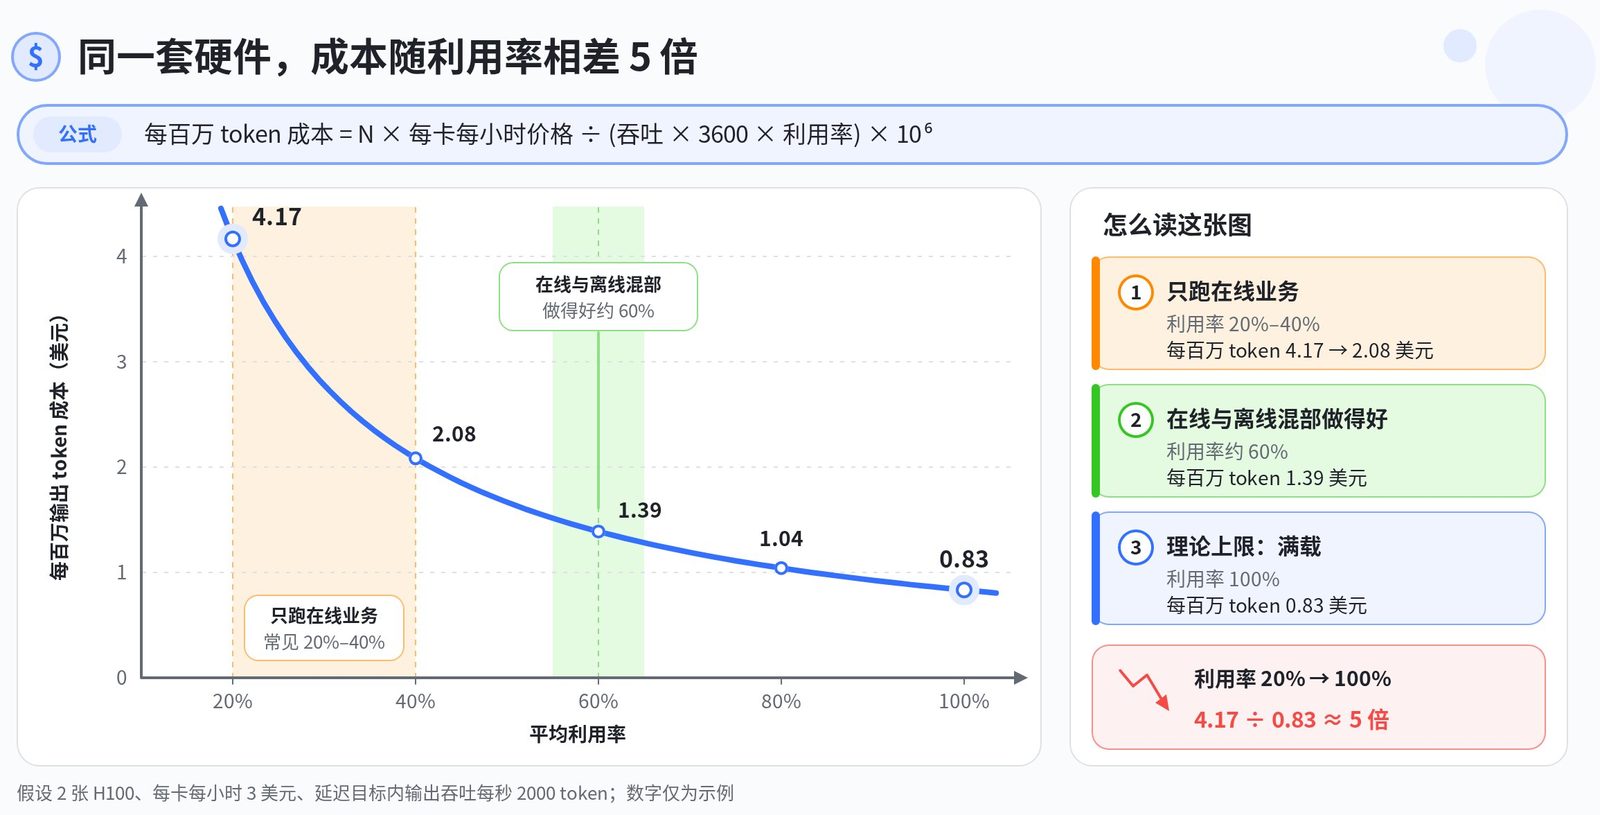 $
同一套硬件，成本随利用率相差 5 倍
公式
每百万 token 成本 = N × 每卡每小时价格 ÷ (吞吐 × 3600 × 利用率) × 10⁶
每百万输出 token 成本（美元）
4
3
2
1
0
4.17
2.08
1.39
1.04
0.83
在线与离线混部
做得好约 60%
只跑在线业务
常见 20%–40%
20%
40%
60%
80%
100%
平均利用率
怎么读这张图
1
只跑在线业务
利用率 20%–40%
每百万 token 4.17 → 2.08 美元
2
在线与离线混部做得好
利用率约 60%
每百万 token 1.39 美元
3
理论上限：满载
利用率 100%
每百万 token 0.83 美元
利用率 20% → 100%
4.17 ÷ 0.83 ≈ 5 倍
假设 2 张 H100、每卡每小时 3 美元、延迟目标内输出吞吐每秒 2000 token；数字仅为示例